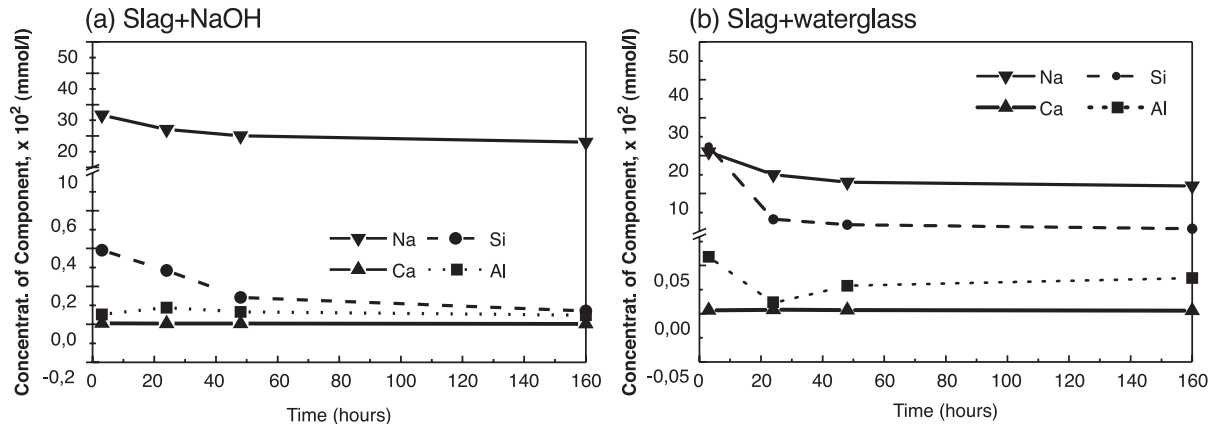 (a) Slag+NaOH
Concentrat. of Component, x 10² (mmol/l)
50
40
30
20
10
0,6
0,4
0,2
0,0
-0,2
Na
Si
Ca
Al
0 20 40 60 80 100 120 140 160
Time (hours)
(b) Slag+waterglass
Concentrat. of Component, x 10² (mmol/l)
50
40
30
20
10
0,05
0,00
-0,05
Na
Si
Ca
Al
0 20 40 60 80 100 120 140 160
Time (hours)